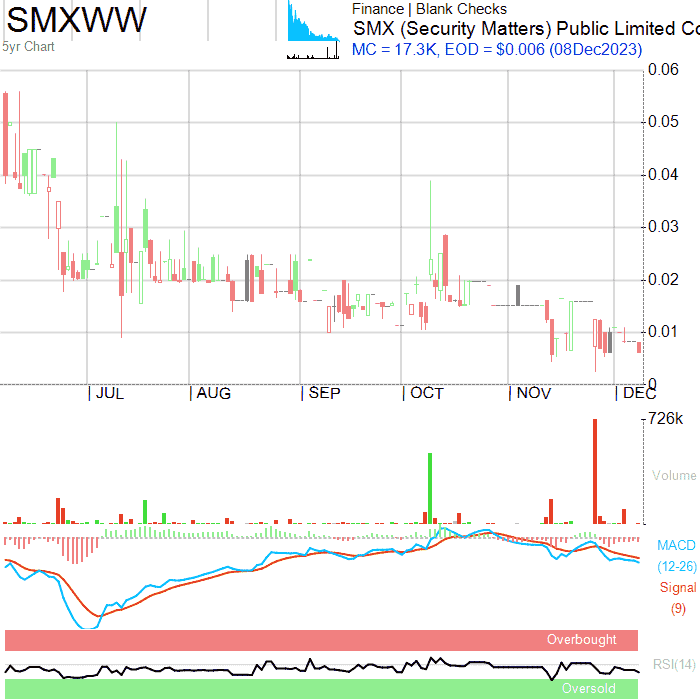 SMXWW
5yr Chart
Finance | Blank Checks
SMX (Security Matters) Public Limited Co
MC = 17.3K, EOD = $0.006 (08Dec2023)
0.06
0.05
0.04
0.03
0.02
0.01
0
JUL AUG SEP OCT NOV DEC
726k
Volume
MACD
(12-26)
Signal
(9)
Overbought
RSI(14)
Oversold